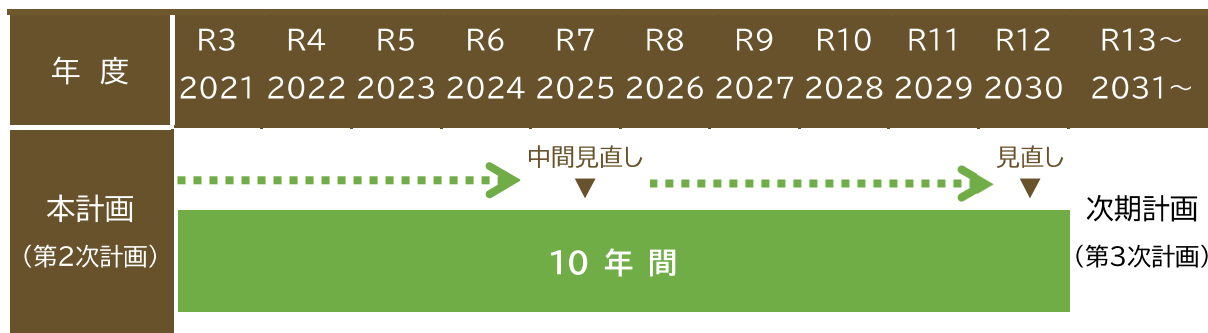 年 度
R3 R4 R5 R6 R7 R8 R9 R10 R11 R12 R13～
2021 2022 2023 2024 2025 2026 2027 2028 2029 2030 2031～
中間見直し 見直し
本計画
（第2次計画）
10 年 間
次期計画
（第3次計画）